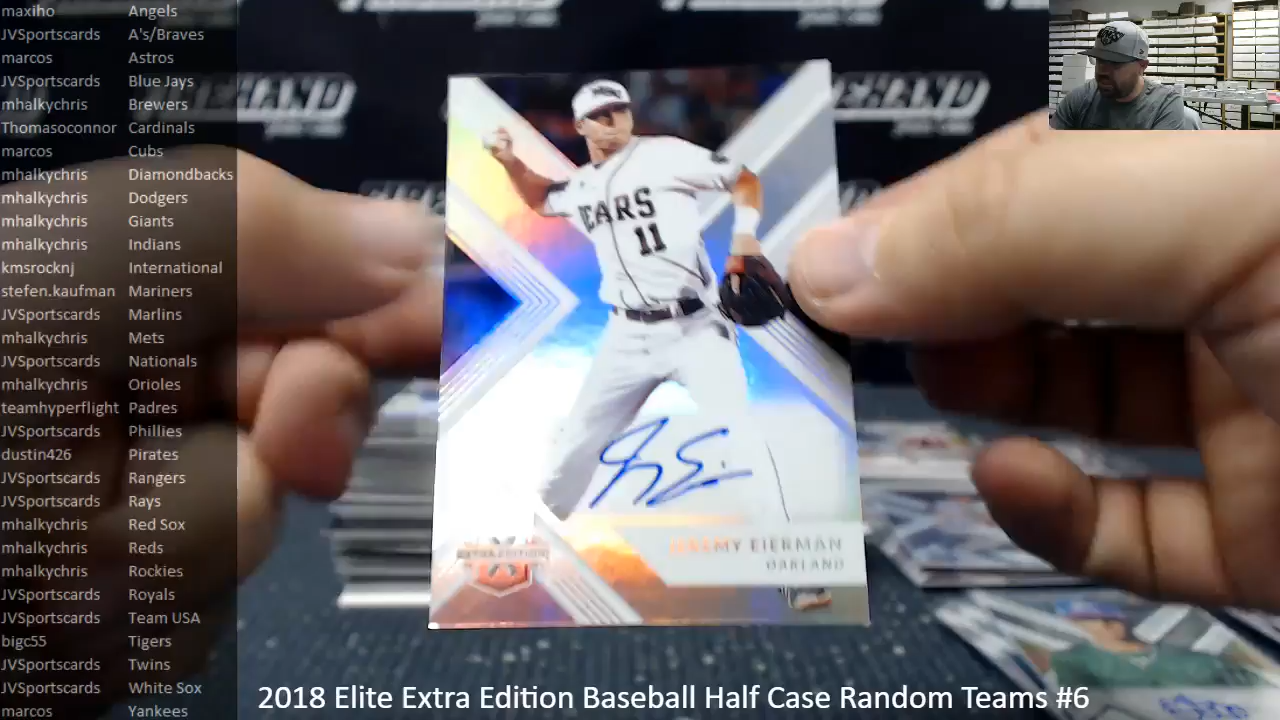 maxiho Angels
JVSportscards A's/Braves
marcos Astros
JVSportscards Blue Jays
mhalkychris Brewers
Thomasoconnor Cardinals
marcos Cubs
mhalkychris Diamondbacks
mhalkychris Dodgers
mhalkychris Giants
mhalkychris Indians
kmsrocknj International
stefen.kaufman Mariners
JVSportscards Marlins
mhalkychris Mets
JVSportscards Nationals
mhalkychris Orioles
teamhyperflight Padres
JVSportscards Phillies
dustin426 Pirates
JVSportscards Rangers
JVSportscards Rays
mhalkychris Red Sox
mhalkychris Reds
mhalkychris Rockies
JVSportscards Royals
JVSportscards Team USA
bigc55 Tigers
JVSportscards Twins
JVSportscards White Sox
marcos Yankees
EARS
11
EXTRA EDITION
JEREMY EIERMAN
OAKLAND
2018 Elite Extra Edition Baseball Half Case Random Teams #6